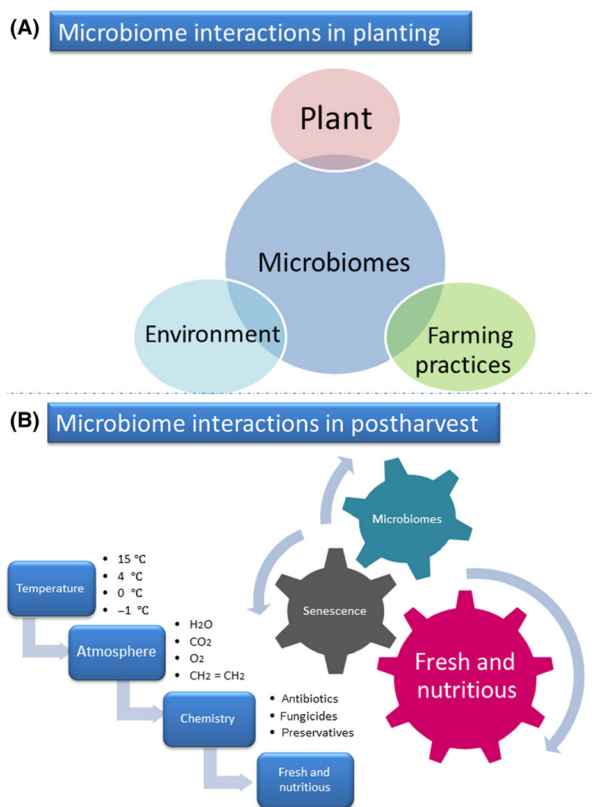 (A) Microbiome interactions in planting
Plant
Microbiomes
Environment
Farming
practices
(B) Microbiome interactions in postharvest
Temperature
• 15 °C
• 4 °C
• 0 °C
• −1 °C
Atmosphere
• H2O
• CO2
• O2
• CH2 = CH2
Chemistry
• Antibiotics
• Fungicides
• Preservatives
Fresh and
nutritious
Microbiomes
Senescence
Fresh and
nutritious